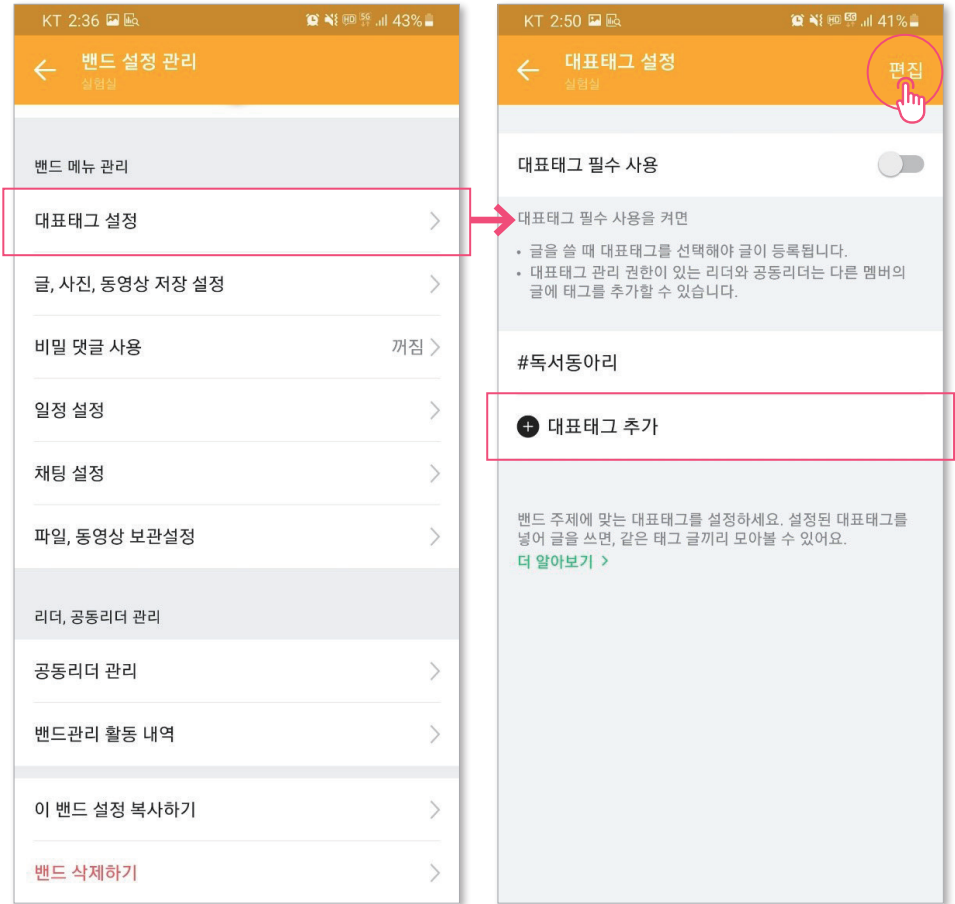 KT 2:36
43%
밴드 설정 관리
실험실
밴드 메뉴 관리
대표태그 설정
글, 사진, 동영상 저장 설정
비밀 댓글 사용 꺼짐
일정 설정
채팅 설정
파일, 동영상 보관설정
리더, 공동리더 관리
공동리더 관리
밴드관리 활동 내역
이 밴드 설정 복사하기
밴드 삭제하기
KT 2:50
41%
대표태그 설정
편집
실험실
대표태그 필수 사용
대표태그 필수 사용을 켜면
• 글을 쓸 때 대표태그를 선택해야 글이 등록됩니다.
• 대표태그 관리 권한이 있는 리더와 공동리더는 다른 멤버의
글에 태그를 추가할 수 있습니다.
#독서동아리
대표태그 추가
밴드 주제에 맞는 대표태그를 설정하세요. 설정된 대표태그를
넣어 글을 쓰면, 같은 태그 글끼리 모아볼 수 있어요.
더 알아보기 >